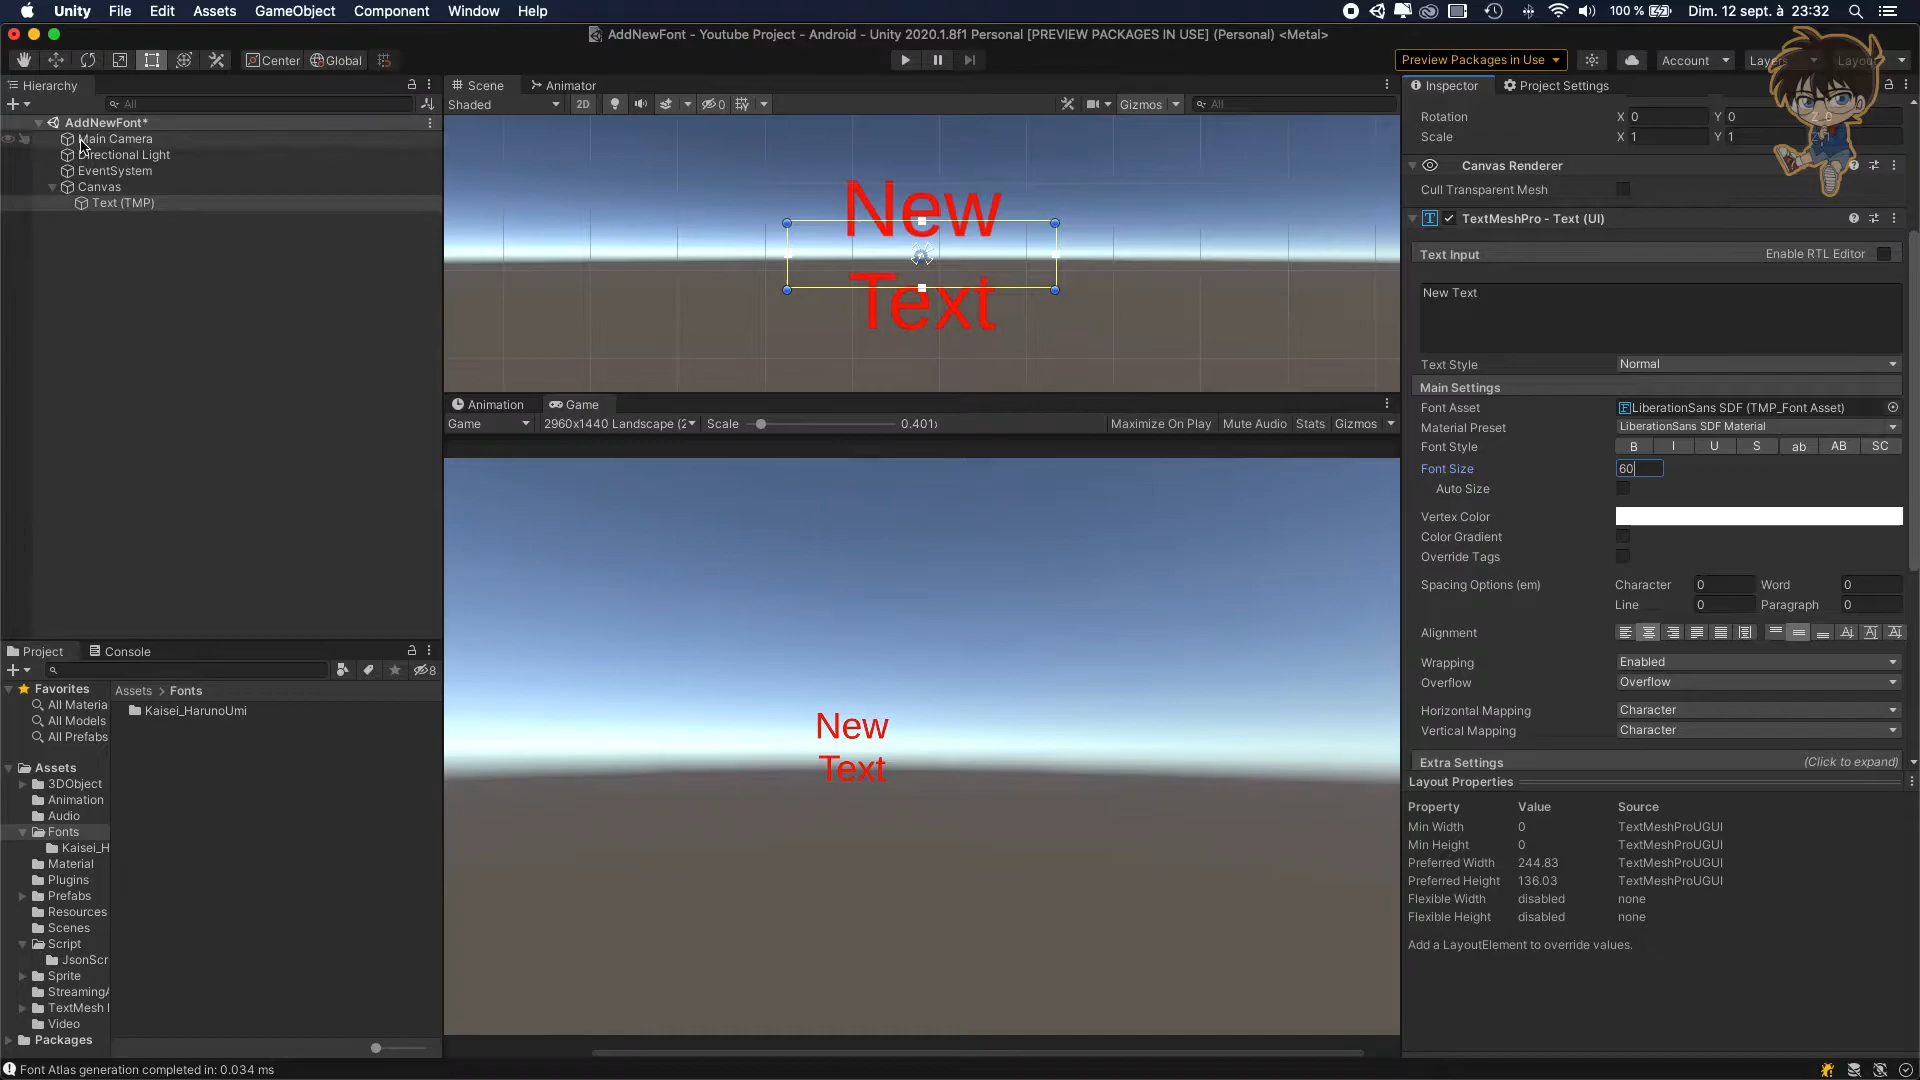 Unity File Edit Assets GameObject Component Window Help 100 % Dim. 12 sept. à 23:32
AddNewFont - Youtube Project - Android - Unity 2020.1.8f1 Personal [PREVIEW PACKAGES IN USE] (Personal) <Metal>
Center Global Preview Packages in Use Account Layers Layout
Hierarchy
All
AddNewFont*
Main Camera
Directional Light
EventSystem
Canvas
Text (TMP)
Scene Animator
Shaded 2D 0 Gizmos All
New
Text
Animation Game
Game 2960x1440 Landscape (2 Scale 0.401 Maximize On Play Mute Audio Stats Gizmos
New
Text
Project Console
8
Favorites
All Materia
All Models
All Prefabs
Assets
3DObject
Animation
Audio
Fonts
Kaisei_H
Material
Plugins
Prefabs
Resources
Scenes
Script
JsonScr
Sprite
StreamingA
TextMesh
Video
Packages
Assets > Fonts
Kaisei_HarunoUmi
Font Atlas generation completed in: 0.034 ms
Inspector Project Settings
Rotation X 0 Y 0 Z 0
Scale X 1 Y 1 Z 1
Canvas Renderer
Cull Transparent Mesh
TextMeshPro - Text (UI)
Text Input Enable RTL Editor
New Text
Text Style Normal
Main Settings
Font Asset LiberationSans SDF (TMP_Font Asset)
Material Preset LiberationSans SDF Material
Font Style B I U S ab AB SC
Font Size 60
Auto Size
Vertex Color
Color Gradient
Override Tags
Spacing Options (em) Character 0 Word 0
Line 0 Paragraph 0
Alignment
Wrapping Enabled
Overflow Overflow
Horizontal Mapping Character
Vertical Mapping Character
Extra Settings (Click to expand)
Layout Properties
Property Value Source
Min Width 0 TextMeshProUGUI
Min Height 0 TextMeshProUGUI
Preferred Width 244.83 TextMeshProUGUI
Preferred Height 136.03 TextMeshProUGUI
Flexible Width disabled none
Flexible Height disabled none
Add a LayoutElement to override values.